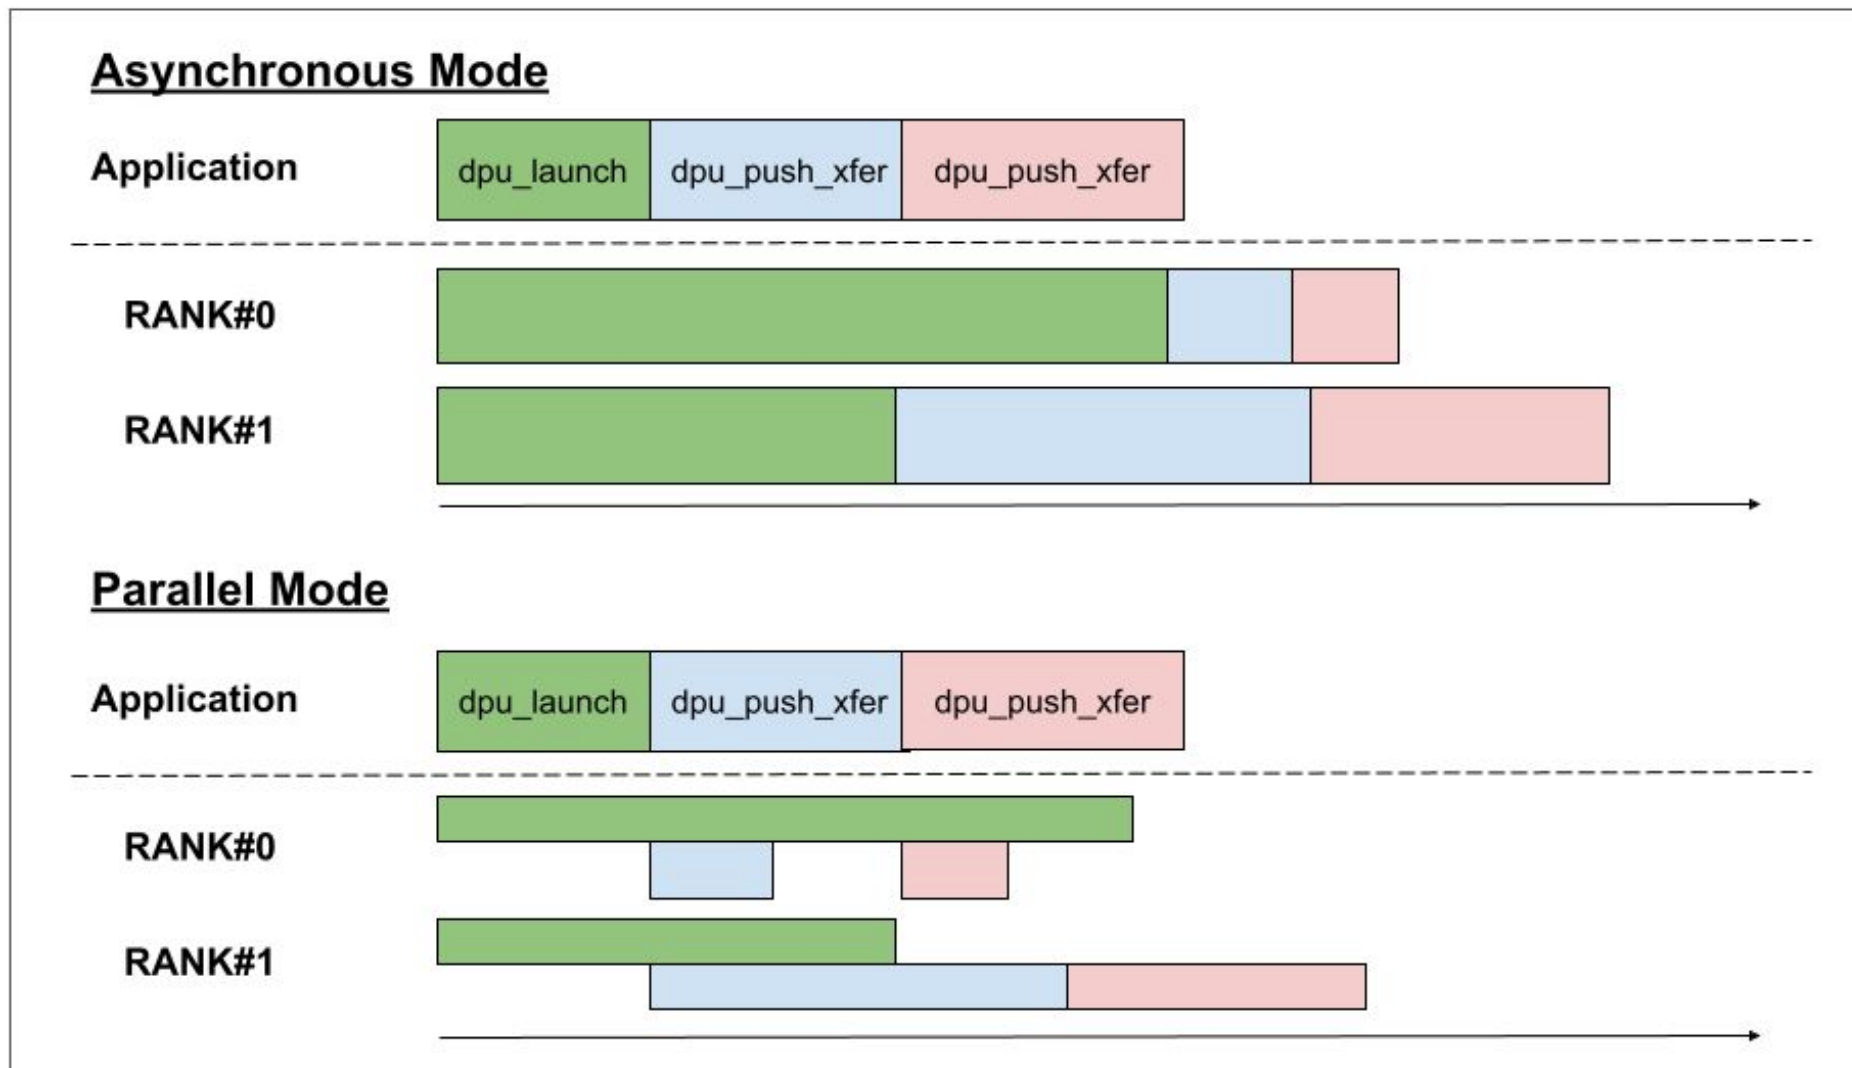 Asynchronous Mode
Application
dpu_launch dpu_push_xfer dpu_push_xfer
RANK#0
RANK#1
Parallel Mode
Application
dpu_launch dpu_push_xfer dpu_push_xfer
RANK#0
RANK#1